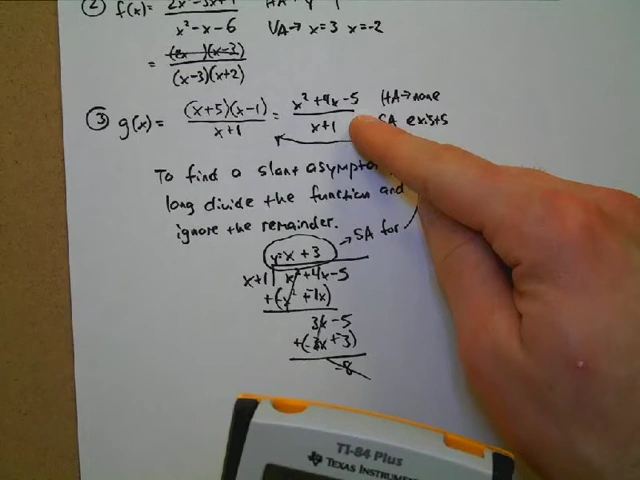 ② f(x) = 2x² - 3x + 1
x² - x - 6
VA → x = 3 x = -2
= (x-3)
(x-3)(x+2)
③ g(x) = (x+5)(x-1) / x+1 = x² + 4x - 5 / x+1 HA → none
SA exists
To find a slant asympto
long divide the function and
ignore the remainder.
y = x + 3 → SA for
x+1 x² + 4x - 5
+(-x² + -1x)
3x - 5
+(-3x + -3)
-8
TI-84 Plus
TEXAS INSTRUMEN